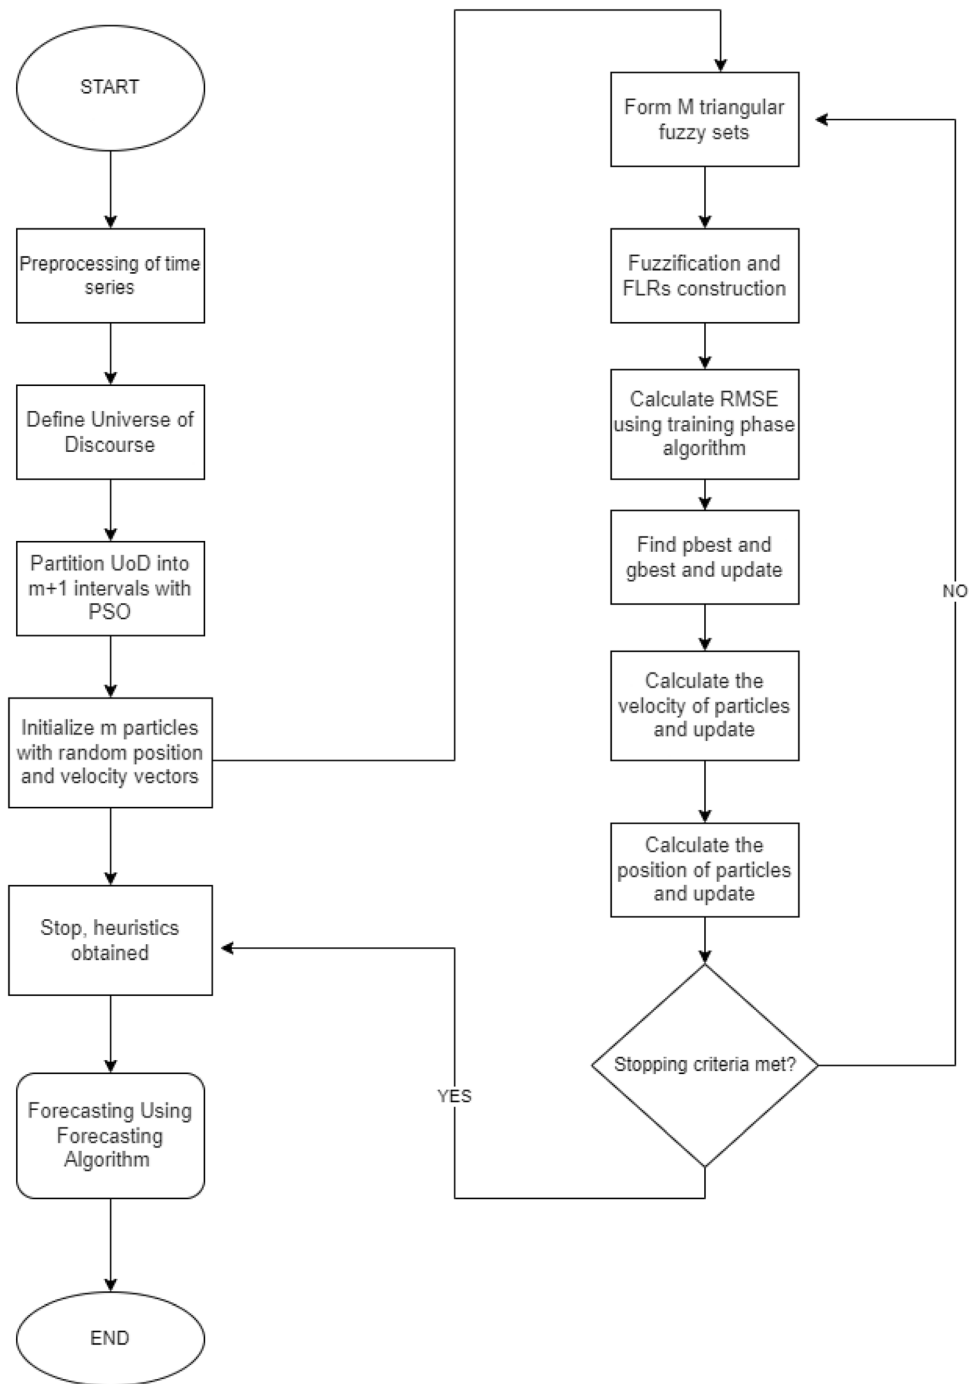 START
Preprocessing of time
series
Define Universe of
Discourse
Partition UoD into
m+1 intervals with
PSO
Initialize m particles
with random position
and velocity vectors
Stop, heuristics
obtained
Forecasting Using
Forecasting
Algorithm
END
Form M triangular
fuzzy sets
Fuzzification and
FLRs construction
Calculate RMSE
using training phase
algorithm
Find pbest and
gbest and update
Calculate the
velocity of particles
and update
Calculate the
position of particles
and update
Stopping criteria met?
YES
NO